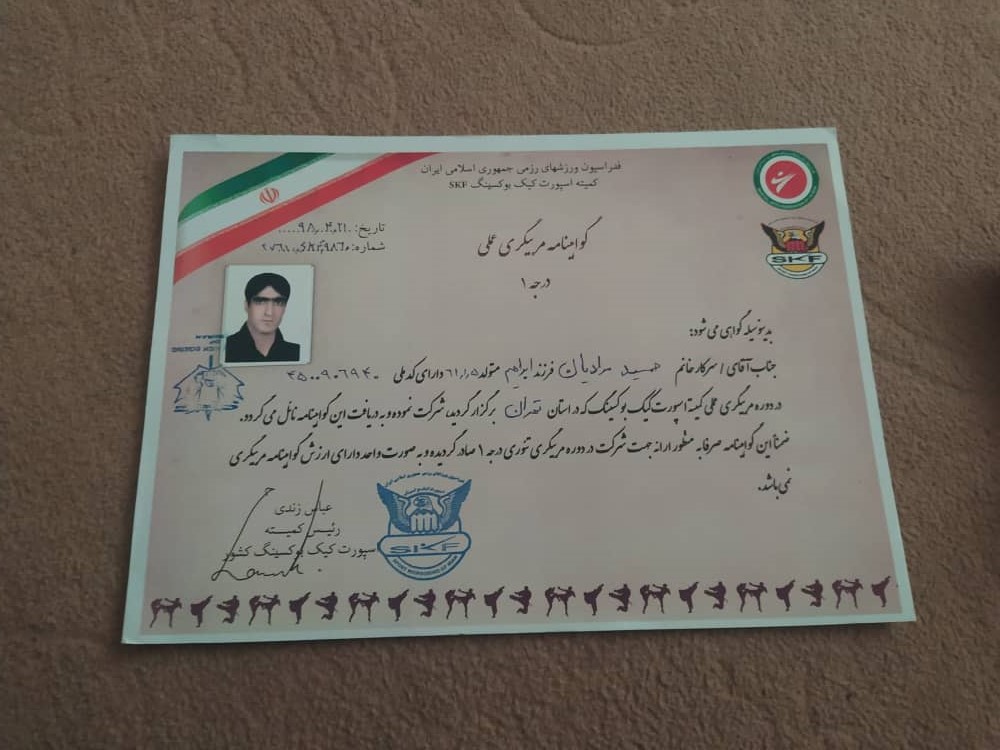 فدراسیون ورزشهای رزمی جمهوری اسلامی ایران
کمیته اسپورت کیک بوکسینگ SKF
تاریخ:
شماره:
گواهینامه مربیگری عملی
درجه ۱
SKF
بدینوسیله گواهی می شود:
جناب آقای / سرکار خانم حمید مرادیان فرزند ابراهیم متولد دارای کد ملی ۴۵۰۰۹۰۶۹۴۰
در دوره مربیگری عملی کمیته اسپورت کیک بوکسینگ که در استان تهران برگزار گردید، شرکت نموده و به دریافت این گواهینامه نائل می گردد.
ضمناً این گواهینامه صرفا به منظور ارائه جهت شرکت در دوره مربیگری تئوری درجه ۱ صادر گردیده و به صورت واحد دارای ارزش گواهینامه مربیگری
نمی باشد.
عباس زندی
رئیس کمیته
اسپورت کیک بوکسینگ کشور
SKF